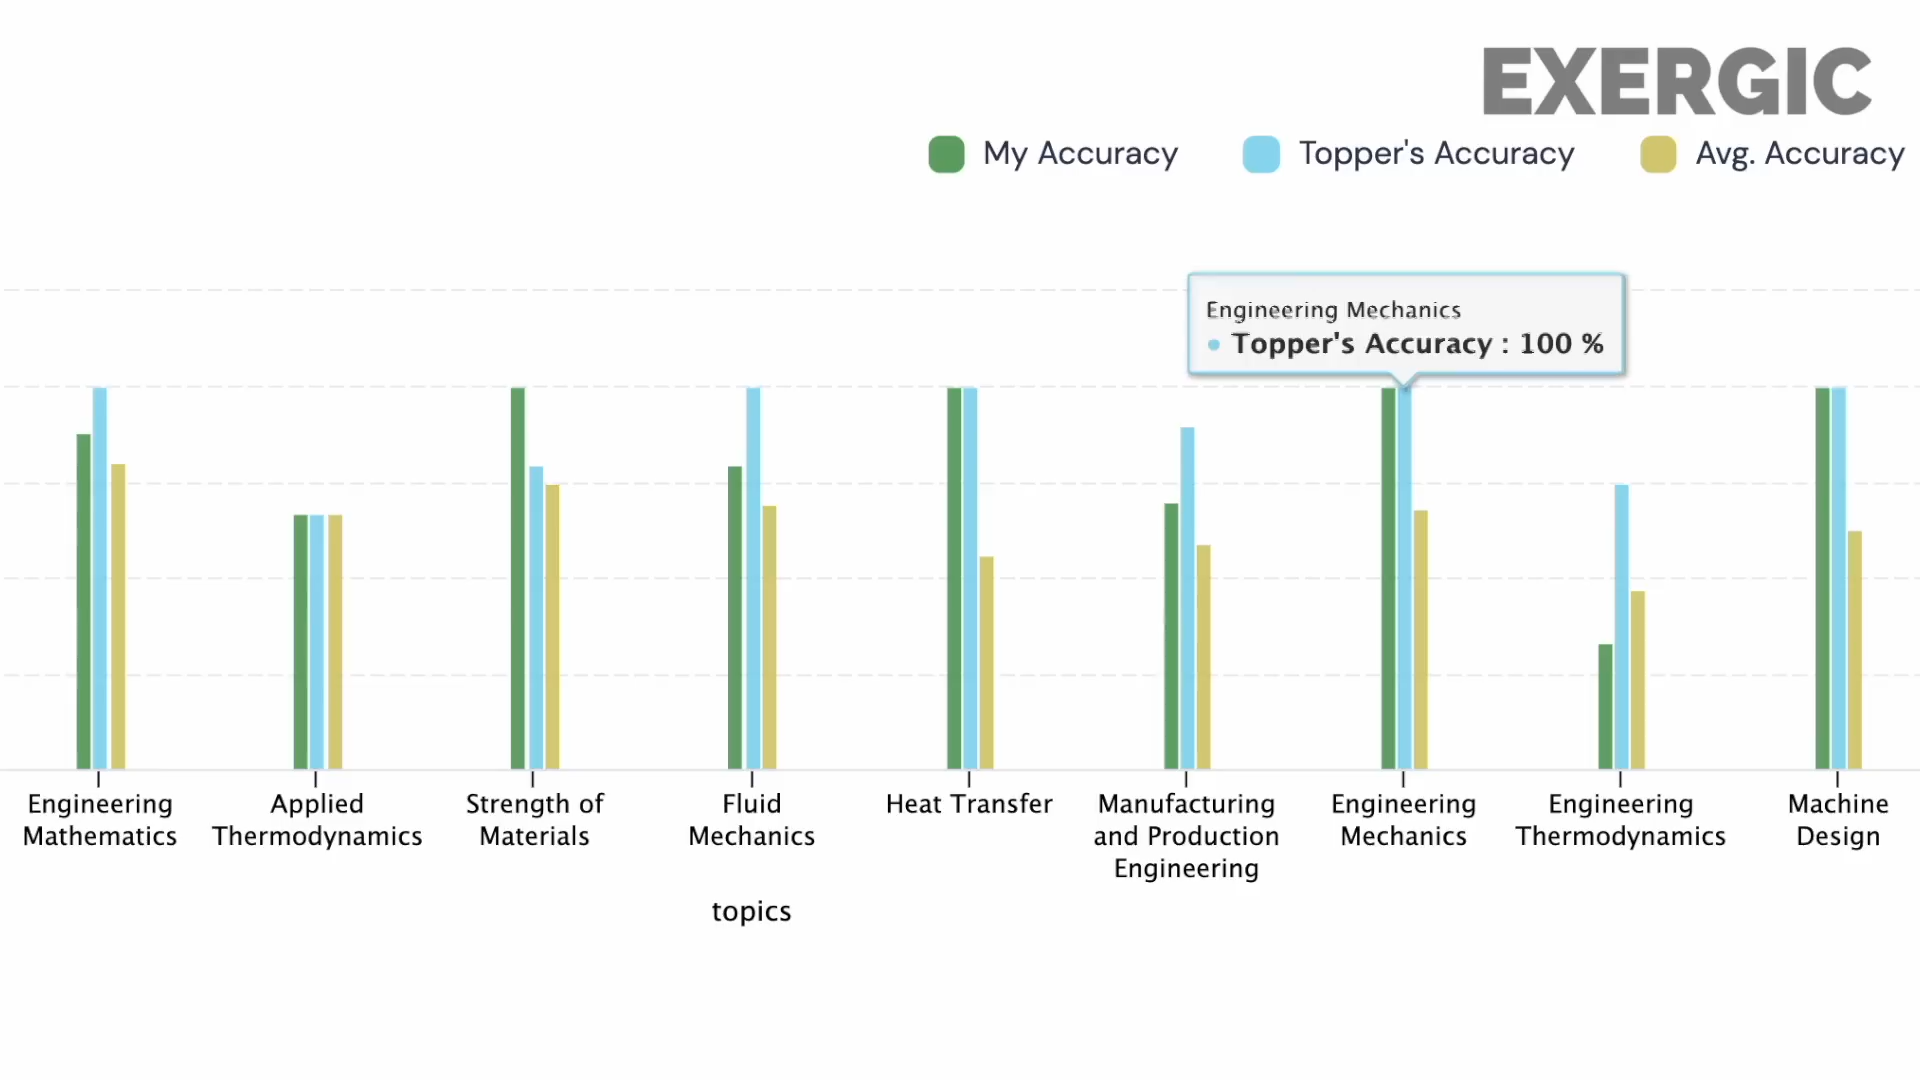 EXERGIC
My Accuracy
Topper's Accuracy
Avg. Accuracy
Engineering Mechanics
Topper's Accuracy : 100 %
Engineering
Mathematics
Applied
Thermodynamics
Strength of
Materials
Fluid
Mechanics
Heat Transfer
Manufacturing
and Production
Engineering
Engineering
Mechanics
Engineering
Thermodynamics
Machine
Design
topics